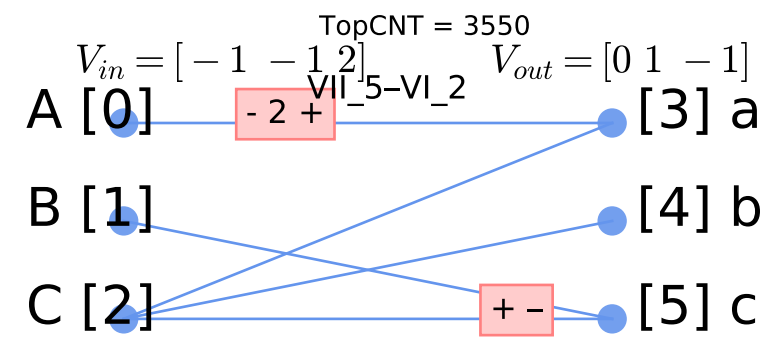 TopCNT = 3550
V_in = [ − 1 − 1 2] V_out = [0 1 − 1]
VII_5–VI_2
A [0] - 2 + [3] a
B [1] [4] b
C [2] + – [5] c